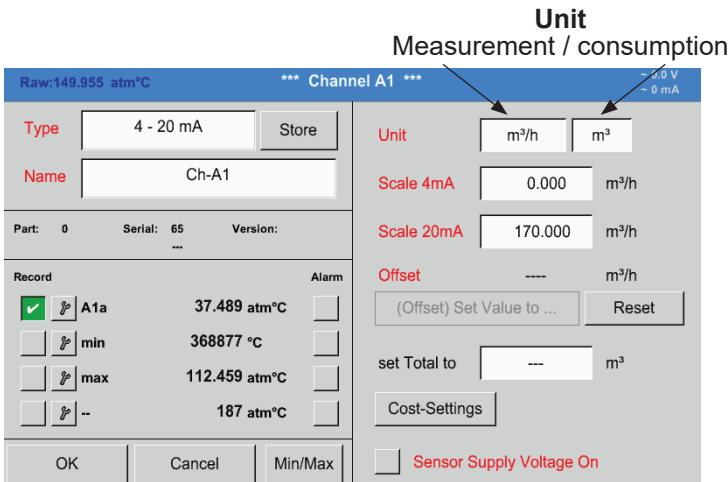 Unit
Measurement / consumption
Raw:149.955 atm°C
*** Channel A1 ***
~ 0.0 V
~ 0 mA
Type
4 - 20 mA
Store
Name
Ch-A1
Part: 0 Serial: 65 Version:
---
Record Alarm
A1a 37.489 atm°C
min 368877 °C
max 112.459 atm°C
-- 187 atm°C
OK
Cancel
Min/Max
Unit m³/h m³
Scale 4mA 0.000 m³/h
Scale 20mA 170.000 m³/h
Offset ---- m³/h
(Offset) Set Value to ... Reset
set Total to --- m³
Cost-Settings
Sensor Supply Voltage On